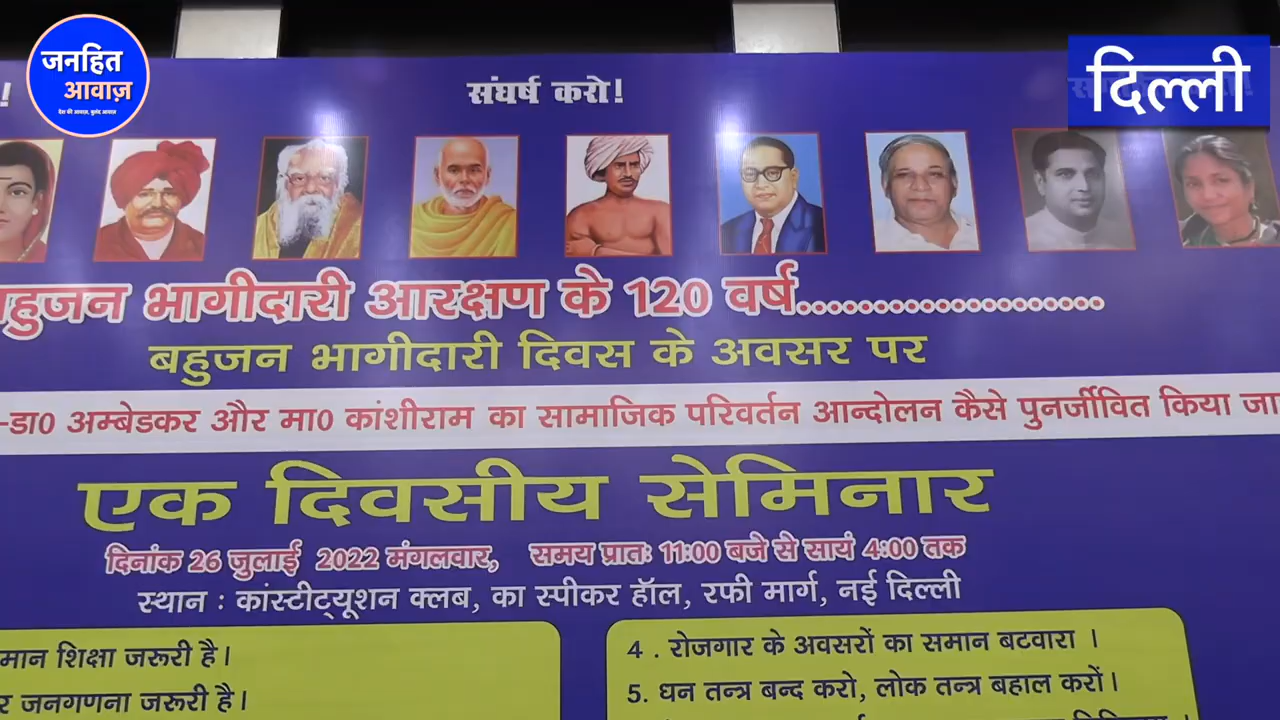 जनहित
आवाज़
देश की आवाज़, बुलंद आवाज़
दिल्ली
संघर्ष करो!
भागीदारी आरक्षण के 120 वर्ष....................
बहुजन भागीदारी दिवस के अवसर पर
-डा0 अम्बेडकर और मा0 कांशीराम का सामाजिक परिवर्तन आन्दोलन कैसे पुनर्जीवित किया जा
एक दिवसीय सेमिनार
दिनांक 26 जुलाई 2022 मंगलवार, समय प्रातः 11:00 बजे से सायं 4:00 तक
स्थान : कांस्टीट्यूशन क्लब, का स्पीकर हॉल, रफी मार्ग, नई दिल्ली
मान शिक्षा जरूरी है।
र जनगणना जरूरी है।
4 . रोजगार के अवसरों का समान बटवारा ।
5. धन तन्त्र बन्द करो, लोक तन्त्र बहाल करों।